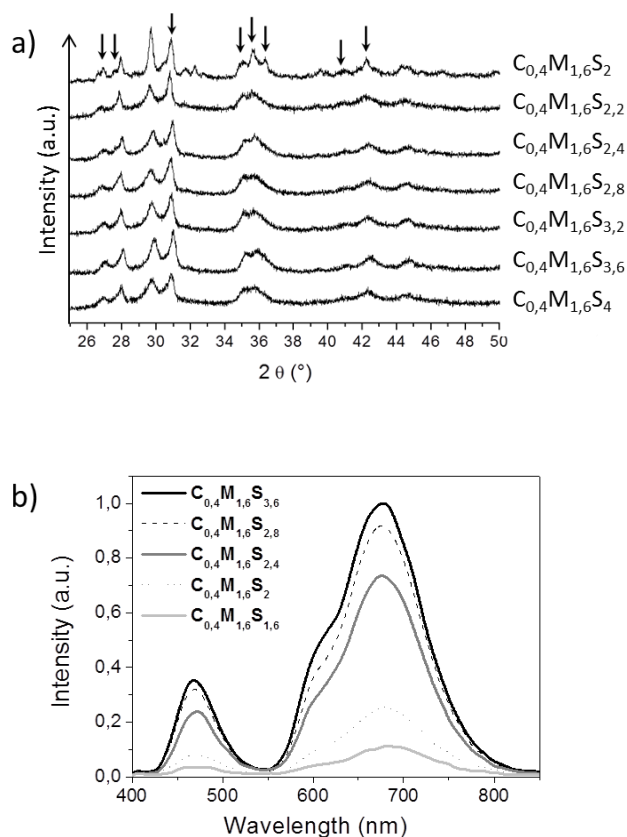 a)
Intensity (a.u.)
C0,4M1,6S2
C0,4M1,6S2,2
C0,4M1,6S2,4
C0,4M1,6S2,8
C0,4M1,6S3,2
C0,4M1,6S3,6
C0,4M1,6S4
26 28 30 32 34 36 38 40 42 44 46 48 50
2 θ (°)
b)
Intensity (a.u.)
1,0
0,8
0,6
0,4
0,2
0,0
C0,4M1,6S3,6
C0,4M1,6S2,8
C0,4M1,6S2,4
C0,4M1,6S2
C0,4M1,6S1,6
400 500 600 700 800
Wavelength (nm)